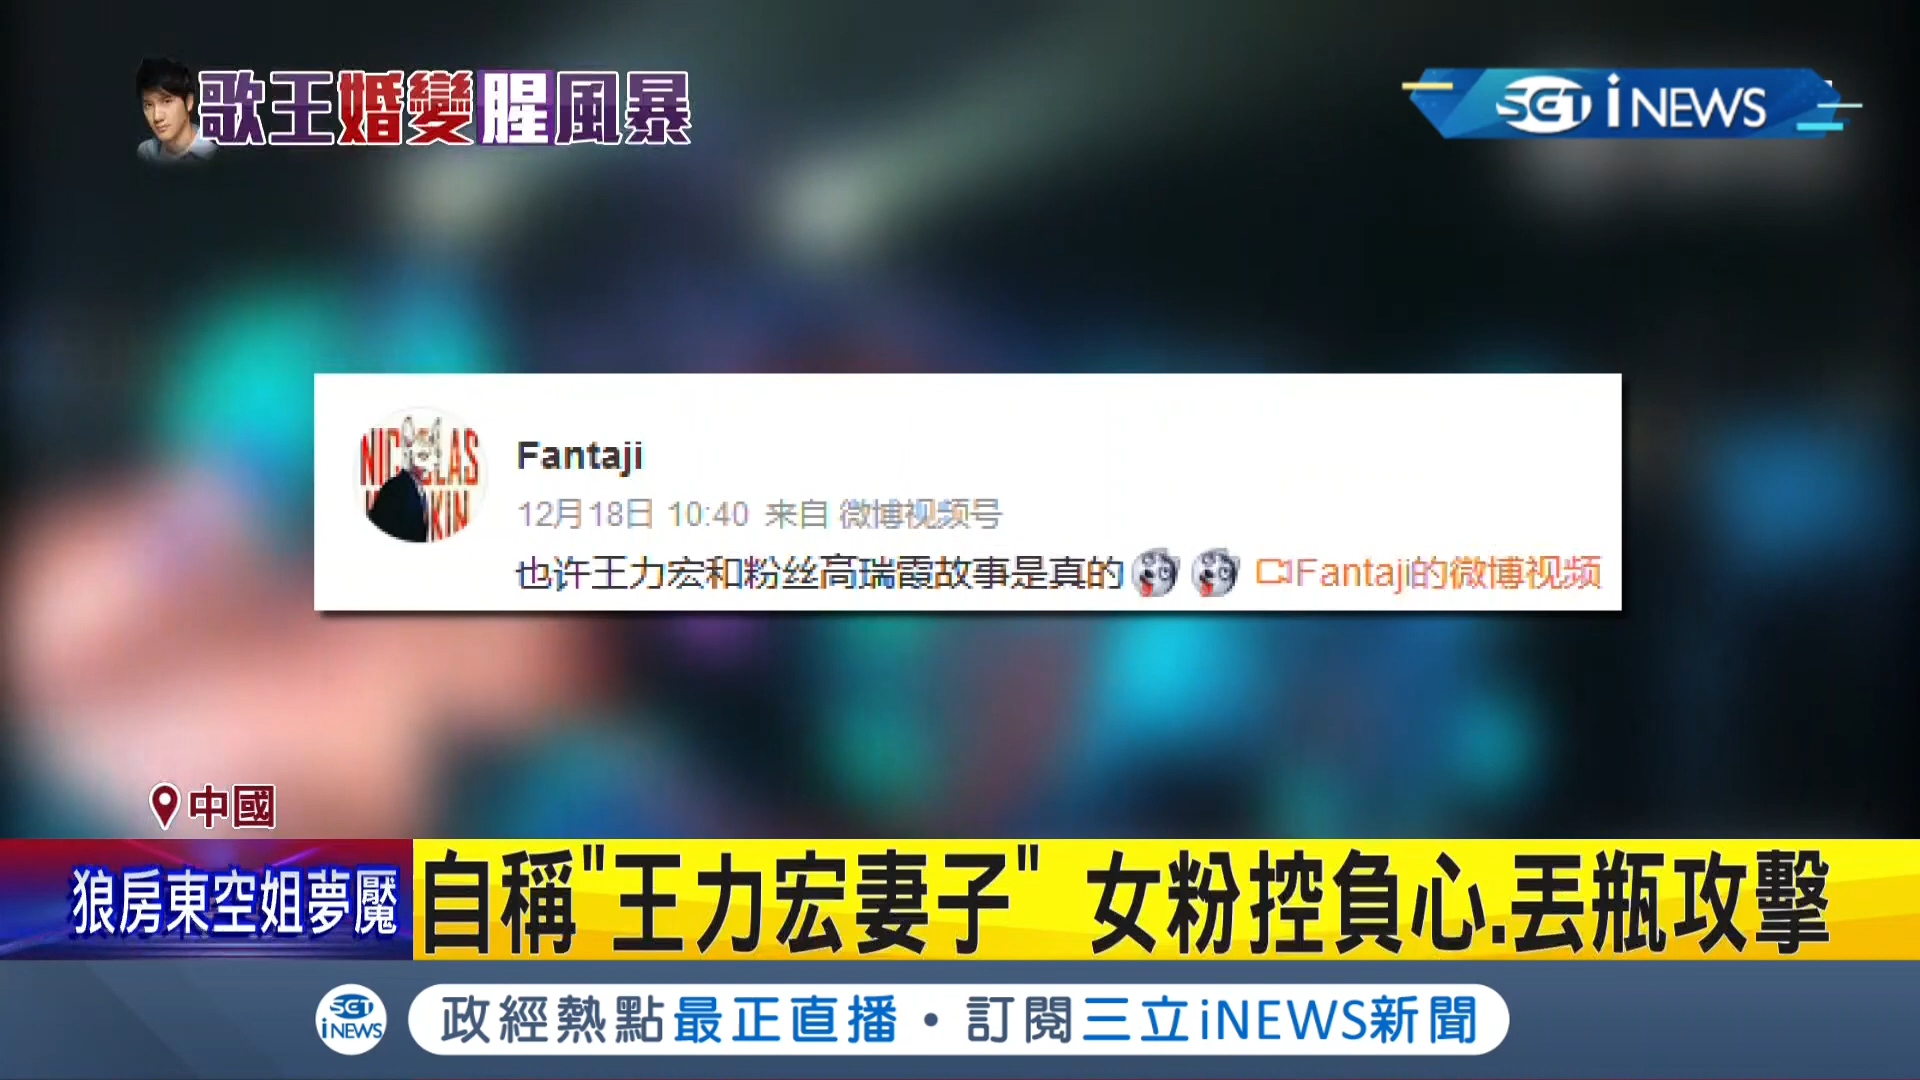 歌王婚變腥風暴
SET iNEWS
Fantaji
12月18日 10:40 来自 微博视频号
也许王力宏和粉丝高瑞霞故事是真的 Fantaji的微博视频
中國
狼房東空姐夢魘
自稱"王力宏妻子" 女粉控負心.丟瓶攻擊
SET iNEWS
政經熱點最正直播・訂閱三立iNEWS新聞